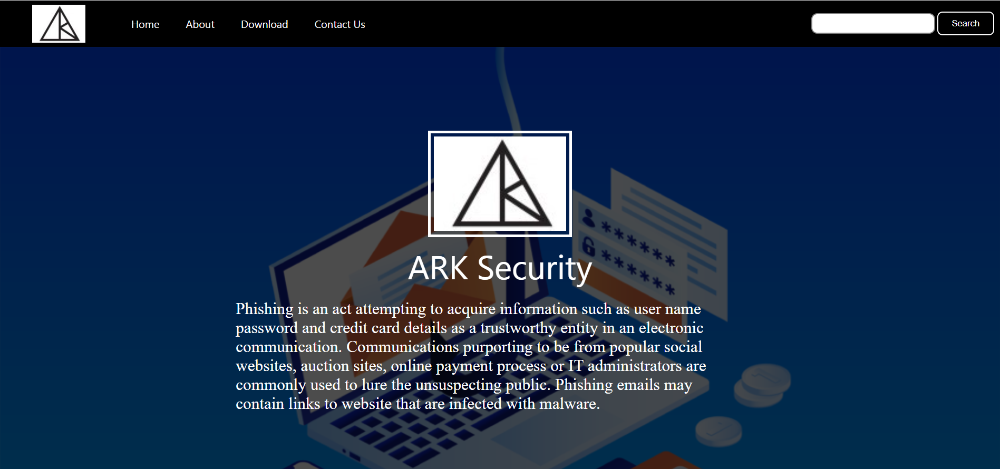 Home About Download Contact Us Search
ARK Security
Phishing is an act attempting to acquire information such as user name
password and credit card details as a trustworthy entity in an electronic
communication. Communications purporting to be from popular social
websites, auction sites, online payment process or IT administrators are
commonly used to lure the unsuspecting public. Phishing emails may
contain links to website that are infected with malware.